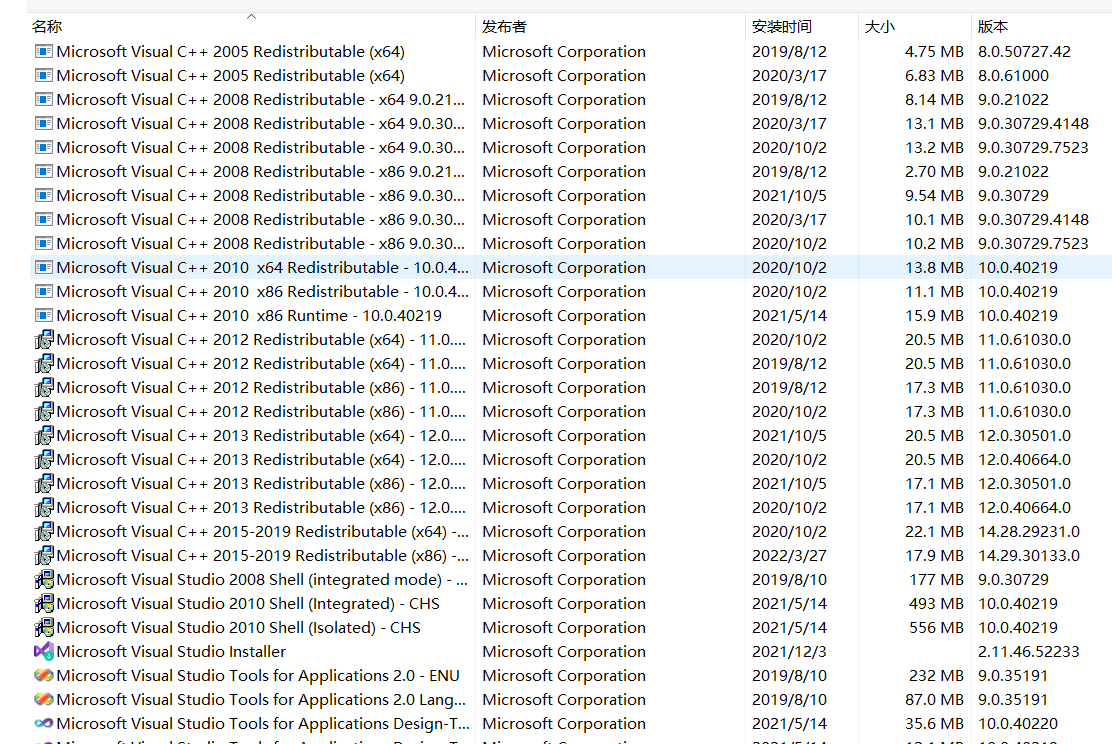 名称 发布者 安装时间 大小 版本
Microsoft Visual C++ 2005 Redistributable (x64) Microsoft Corporation 2019/8/12 4.75 MB 8.0.50727.42
Microsoft Visual C++ 2005 Redistributable (x64) Microsoft Corporation 2020/3/17 6.83 MB 8.0.61000
Microsoft Visual C++ 2008 Redistributable - x64 9.0.21... Microsoft Corporation 2019/8/12 8.14 MB 9.0.21022
Microsoft Visual C++ 2008 Redistributable - x64 9.0.30... Microsoft Corporation 2020/3/17 13.1 MB 9.0.30729.4148
Microsoft Visual C++ 2008 Redistributable - x64 9.0.30... Microsoft Corporation 2020/10/2 13.2 MB 9.0.30729.7523
Microsoft Visual C++ 2008 Redistributable - x86 9.0.21... Microsoft Corporation 2019/8/12 2.70 MB 9.0.21022
Microsoft Visual C++ 2008 Redistributable - x86 9.0.30... Microsoft Corporation 2021/10/5 9.54 MB 9.0.30729
Microsoft Visual C++ 2008 Redistributable - x86 9.0.30... Microsoft Corporation 2020/3/17 10.1 MB 9.0.30729.4148
Microsoft Visual C++ 2008 Redistributable - x86 9.0.30... Microsoft Corporation 2020/10/2 10.2 MB 9.0.30729.7523
Microsoft Visual C++ 2010  x64 Redistributable - 10.0.4... Microsoft Corporation 2020/10/2 13.8 MB 10.0.40219
Microsoft Visual C++ 2010  x86 Redistributable - 10.0.4... Microsoft Corporation 2020/10/2 11.1 MB 10.0.40219
Microsoft Visual C++ 2010  x86 Runtime - 10.0.40219 Microsoft Corporation 2021/5/14 15.9 MB 10.0.40219
Microsoft Visual C++ 2012 Redistributable (x64) - 11.0.... Microsoft Corporation 2020/10/2 20.5 MB 11.0.61030.0
Microsoft Visual C++ 2012 Redistributable (x64) - 11.0.... Microsoft Corporation 2019/8/12 20.5 MB 11.0.61030.0
Microsoft Visual C++ 2012 Redistributable (x86) - 11.0.... Microsoft Corporation 2019/8/12 17.3 MB 11.0.61030.0
Microsoft Visual C++ 2012 Redistributable (x86) - 11.0.... Microsoft Corporation 2020/10/2 17.3 MB 11.0.61030.0
Microsoft Visual C++ 2013 Redistributable (x64) - 12.0.... Microsoft Corporation 2021/10/5 20.5 MB 12.0.30501.0
Microsoft Visual C++ 2013 Redistributable (x64) - 12.0.... Microsoft Corporation 2020/10/2 20.5 MB 12.0.40664.0
Microsoft Visual C++ 2013 Redistributable (x86) - 12.0.... Microsoft Corporation 2021/10/5 17.1 MB 12.0.30501.0
Microsoft Visual C++ 2013 Redistributable (x86) - 12.0.... Microsoft Corporation 2020/10/2 17.1 MB 12.0.40664.0
Microsoft Visual C++ 2015-2019 Redistributable (x64) -... Microsoft Corporation 2020/10/2 22.1 MB 14.28.29231.0
Microsoft Visual C++ 2015-2019 Redistributable (x86) -... Microsoft Corporation 2022/3/27 17.9 MB 14.29.30133.0
Microsoft Visual Studio 2008 Shell (integrated mode) - ... Microsoft Corporation 2019/8/10 177 MB 9.0.30729
Microsoft Visual Studio 2010 Shell (Integrated) - CHS Microsoft Corporation 2021/5/14 493 MB 10.0.40219
Microsoft Visual Studio 2010 Shell (Isolated) - CHS Microsoft Corporation 2021/5/14 556 MB 10.0.40219
Microsoft Visual Studio Installer Microsoft Corporation 2021/12/3 2.11.46.52233
Microsoft Visual Studio Tools for Applications 2.0 - ENU Microsoft Corporation 2019/8/10 232 MB 9.0.35191
Microsoft Visual Studio Tools for Applications 2.0 Lang... Microsoft Corporation 2019/8/10 87.0 MB 9.0.35191
Microsoft Visual Studio Tools for Applications Design-T... Microsoft Corporation 2021/5/14 35.6 MB 10.0.40220